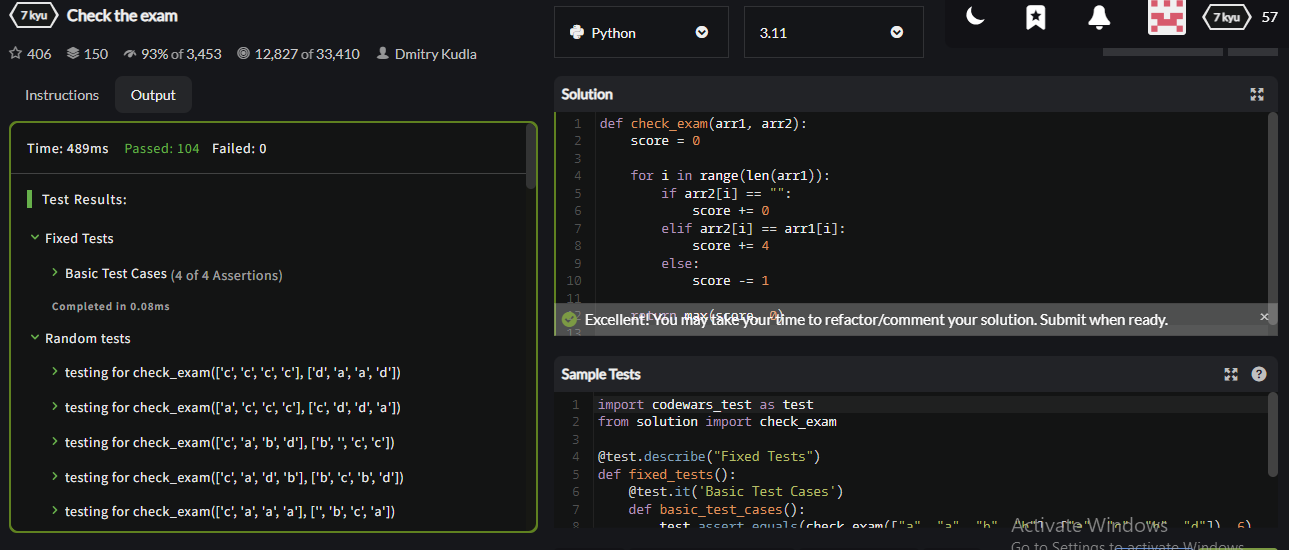 7 kyu Check the exam
406 150 93% of 3,453 12,827 of 33,410 Dmitry Kudla
Instructions Output
Time: 489ms Passed: 104 Failed: 0
Test Results:
Fixed Tests
Basic Test Cases (4 of 4 Assertions)
Completed in 0.08ms
Random tests
testing for check_exam(['c', 'c', 'c', 'c'], ['d', 'a', 'a', 'd'])
testing for check_exam(['a', 'c', 'c', 'c'], ['c', 'd', 'd', 'a'])
testing for check_exam(['c', 'a', 'b', 'd'], ['b', '', 'c', 'c'])
testing for check_exam(['c', 'a', 'd', 'b'], ['b', 'c', 'b', 'd'])
testing for check_exam(['c', 'a', 'a', 'a'], ['', 'b', 'c', 'a'])
Python 3.11
7 kyu 57
Solution
1 def check_exam(arr1, arr2):
2 score = 0
3
4 for i in range(len(arr1)):
5 if arr2[i] == "":
6 score += 0
7 elif arr2[i] == arr1[i]:
8 score += 4
9 else:
10 score -= 1
11
12 return max(score, 0)
13
Excellent! You may take your time to refactor/comment your solution. Submit when ready.
Sample Tests
1 import codewars_test as test
2 from solution import check_exam
3
4 @test.describe("Fixed Tests")
5 def fixed_tests():
6 @test.it('Basic Test Cases')
7 def basic_test_cases():
8 test.assert_equals(check_exam(["a", "a", "b", "d"]), 6)
Activate Windows
Go to Settings to activate Windows.